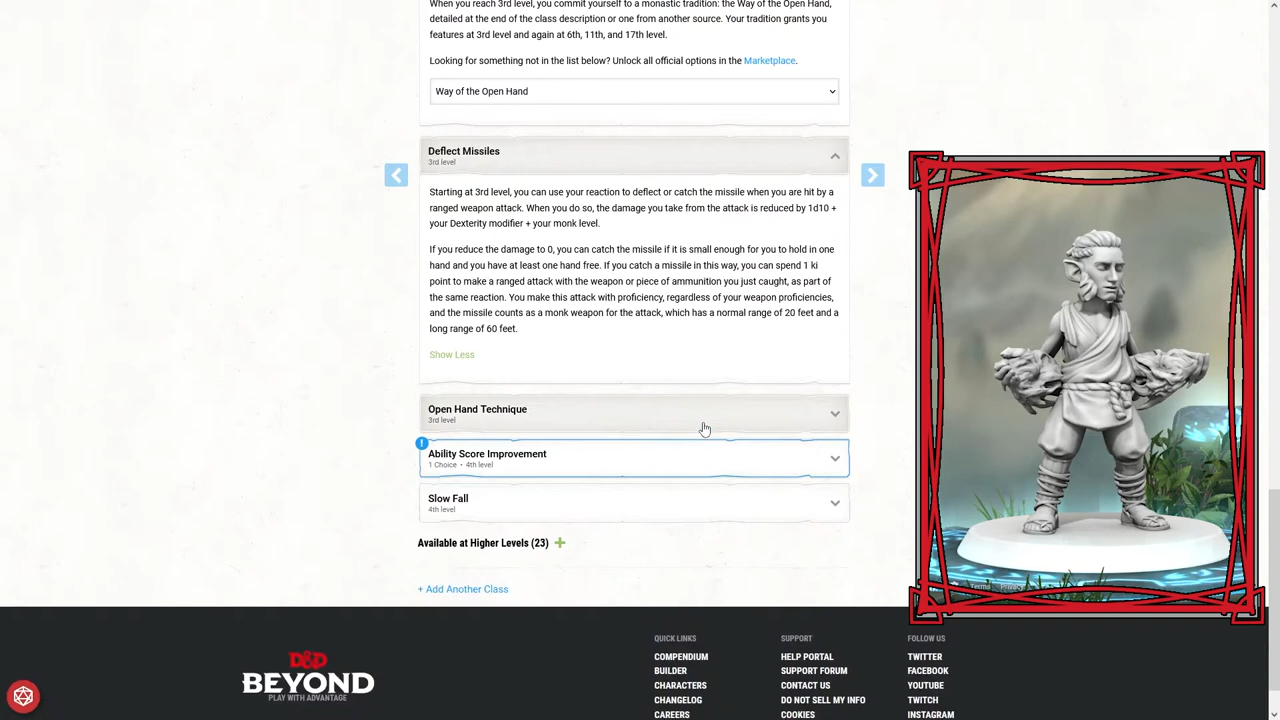 When you reach 3rd level, you commit yourself to a monastic tradition: the Way of the Open Hand,
detailed at the end of the class description or one from another source. Your tradition grants you
features at 3rd level and again at 6th, 11th, and 17th level.
Looking for something not in the list below? Unlock all official options in the Marketplace.
Way of the Open Hand
Deflect Missiles
3rd level
Starting at 3rd level, you can use your reaction to deflect or catch the missile when you are hit by a
ranged weapon attack. When you do so, the damage you take from the attack is reduced by 1d10 +
your Dexterity modifier + your monk level.
If you reduce the damage to 0, you can catch the missile if it is small enough for you to hold in one
hand and you have at least one hand free. If you catch a missile in this way, you can spend 1 ki
point to make a ranged attack with the weapon or piece of ammunition you just caught, as part of
the same reaction. You make this attack with proficiency, regardless of your weapon proficiencies,
and the missile counts as a monk weapon for the attack, which has a normal range of 20 feet and a
long range of 60 feet.
Show Less
Open Hand Technique
3rd level
!
Ability Score Improvement
1 Choice • 4th level
Slow Fall
4th level
Available at Higher Levels (23) +
+ Add Another Class
Terms Privacy
D&D
BEYOND
PLAY WITH ADVANTAGE
QUICK LINKS
COMPENDIUM
BUILDER
CHARACTERS
CHANGELOG
CAREERS
SUPPORT
HELP PORTAL
SUPPORT FORUM
CONTACT US
DO NOT SELL MY INFO
COOKIES
FOLLOW US
TWITTER
FACEBOOK
YOUTUBE
TWITCH
INSTAGRAM